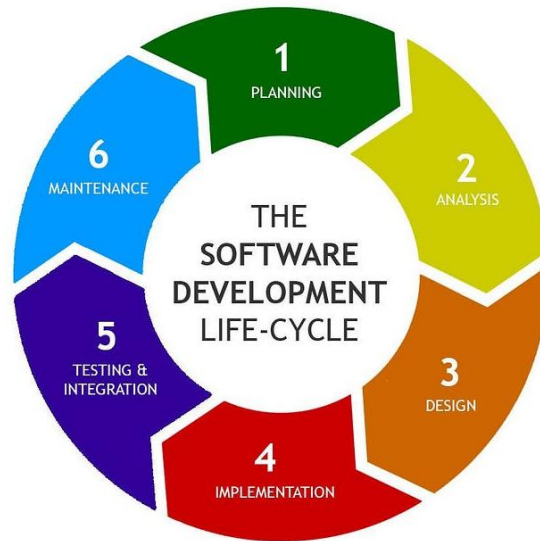 1
PLANNING
2
ANALYSIS
3
DESIGN
4
IMPLEMENTATION
5
TESTING &
INTEGRATION
6
MAINTENANCE
THE
SOFTWARE
DEVELOPMENT
LIFE-CYCLE